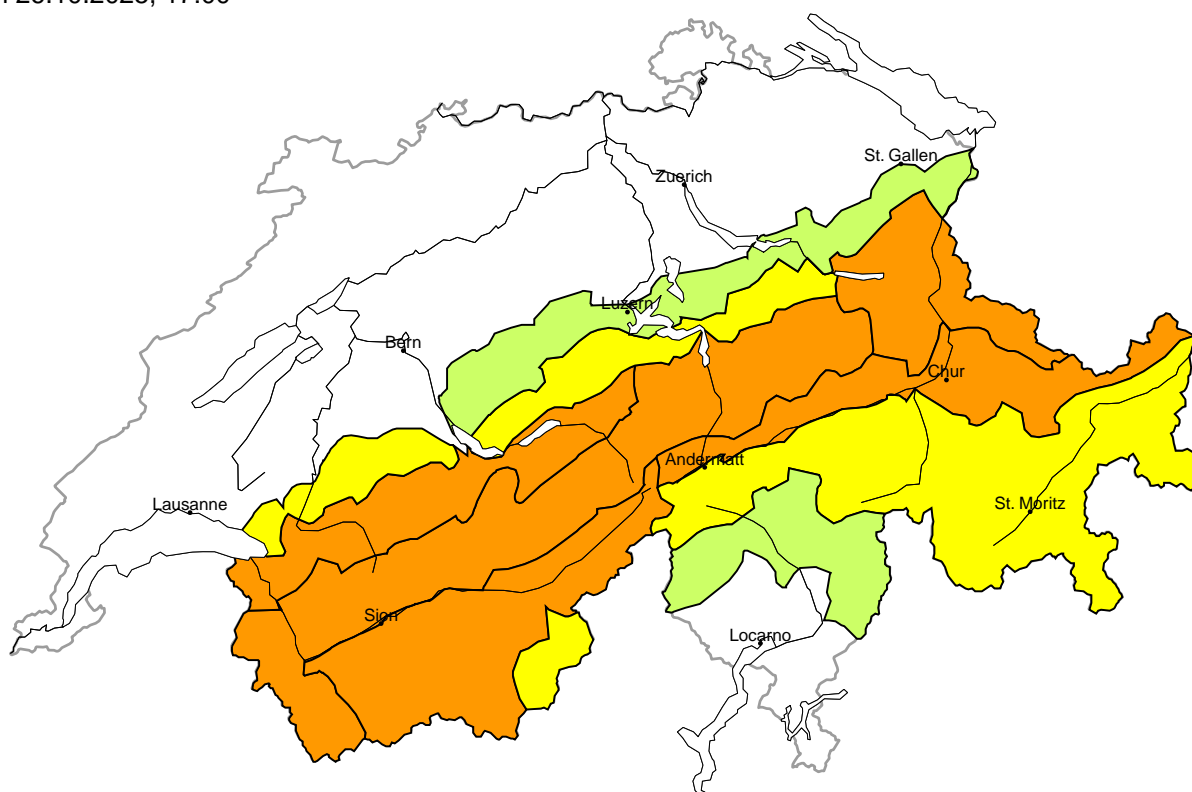 St. Gallen
Zuerich
Luzern
Bern
Chur
Andermatt
Lausanne
St. Moritz
Sion
Locarno